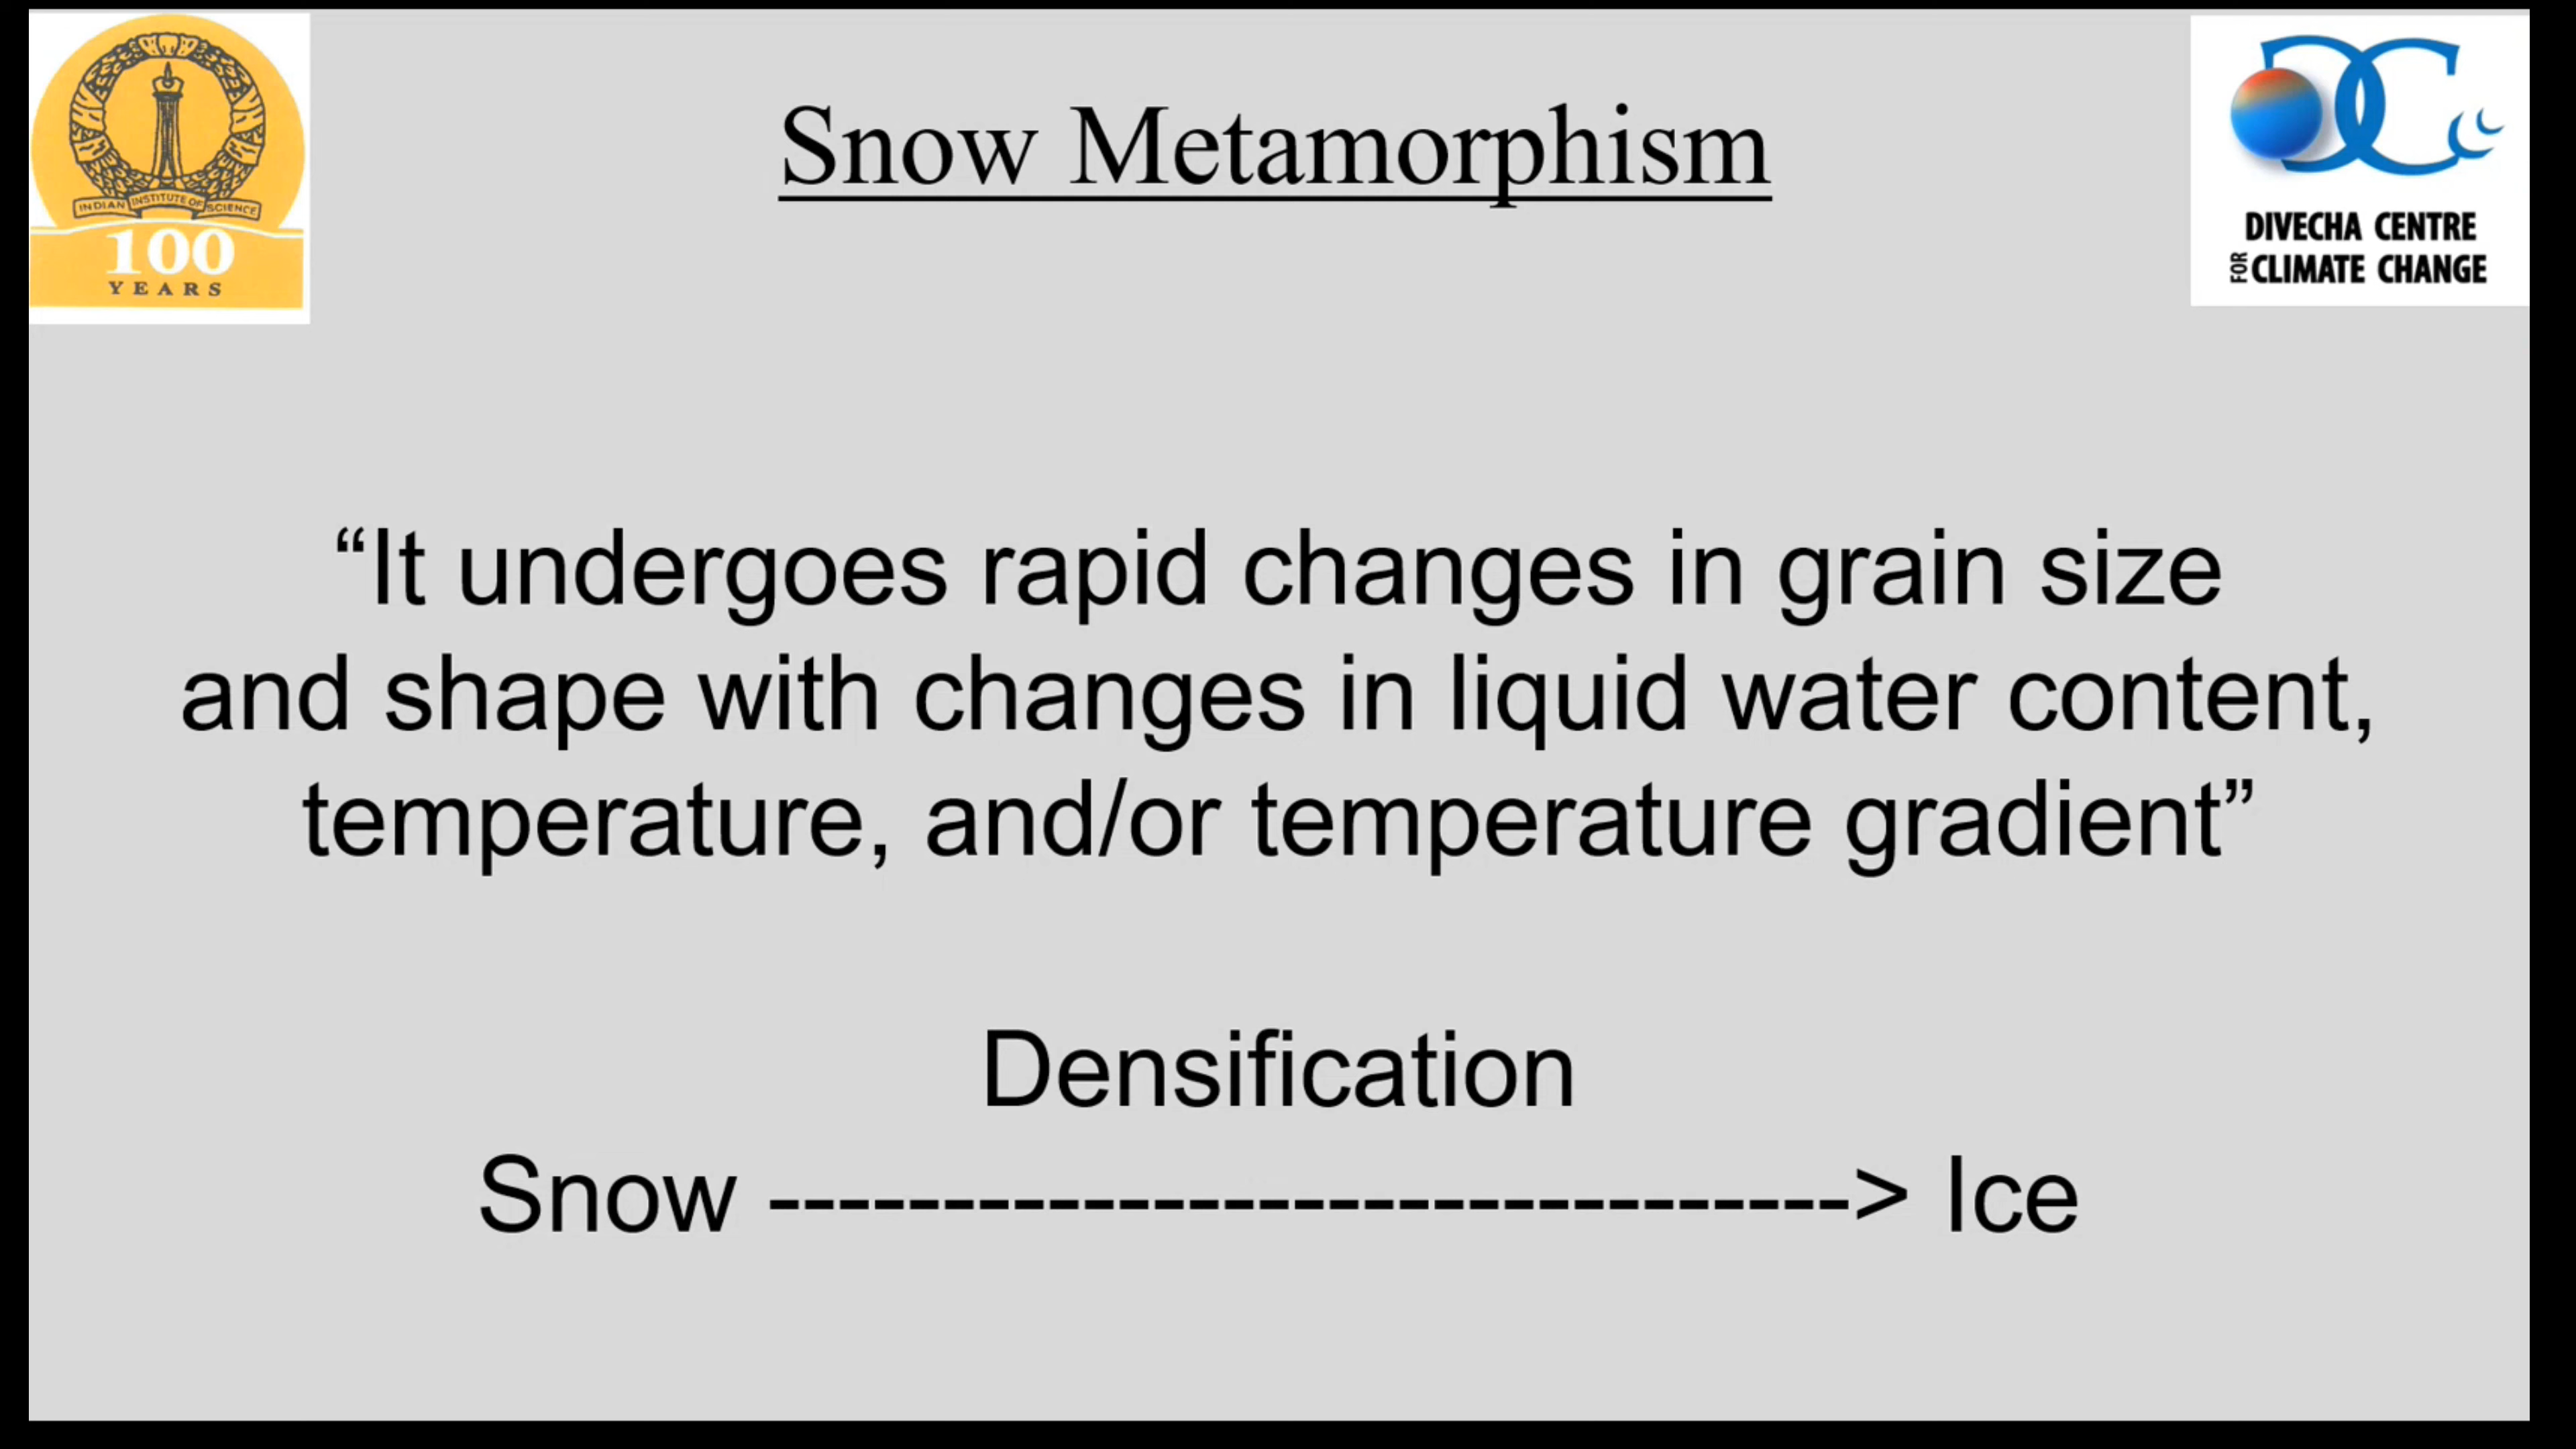 INDIAN INSTITUTE OF SCIENCE
100
YEARS
Snow Metamorphism
DIVECHA CENTRE
FOR CLIMATE CHANGE
“It undergoes rapid changes in grain size
and shape with changes in liquid water content,
temperature, and/or temperature gradient”
Densification
Snow -------------------------------> Ice